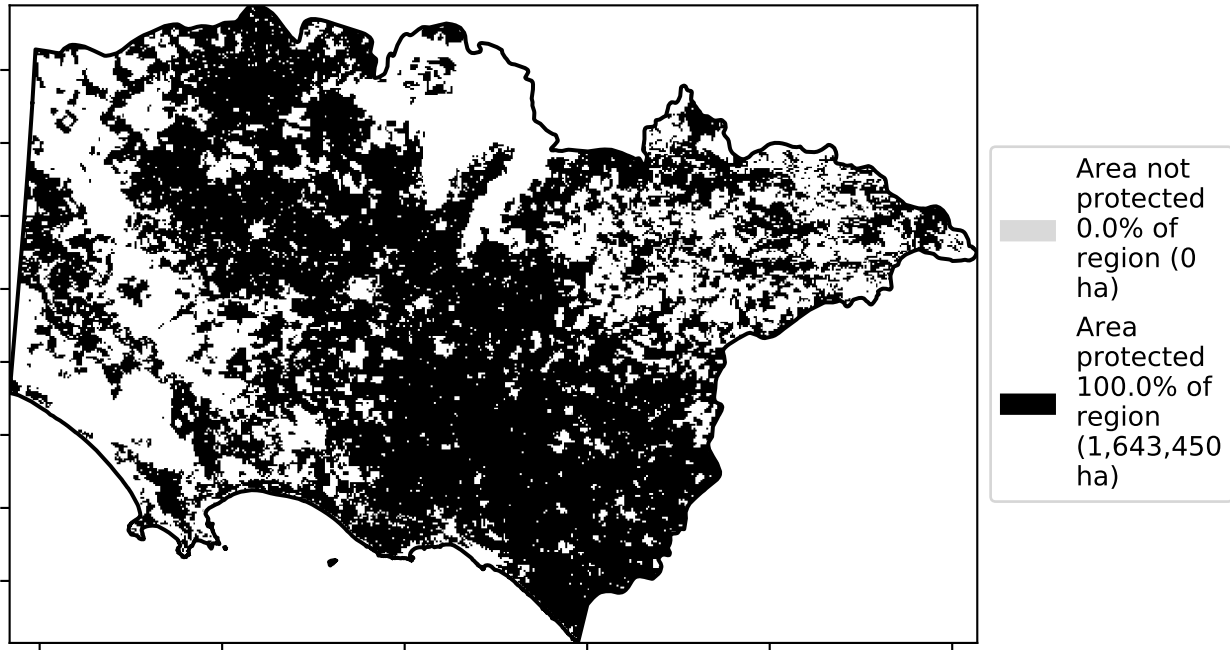 Area not
protected
0.0% of
region (0
ha)
Area
protected
100.0% of
region
(1,643,450
ha)